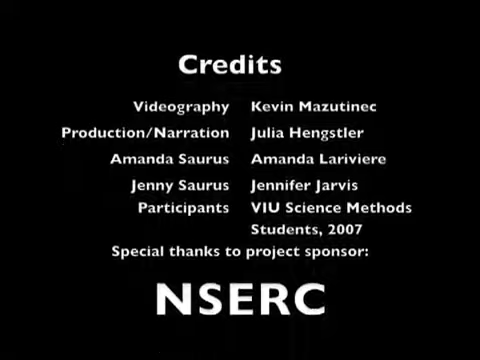 Credits
Videography Kevin Mazutinec
Production/Narration Julia Hengstler
Amanda Saurus Amanda Lariviere
Jenny Saurus Jennifer Jarvis
Participants VIU Science Methods
Students, 2007
Special thanks to project sponsor:
NSERC